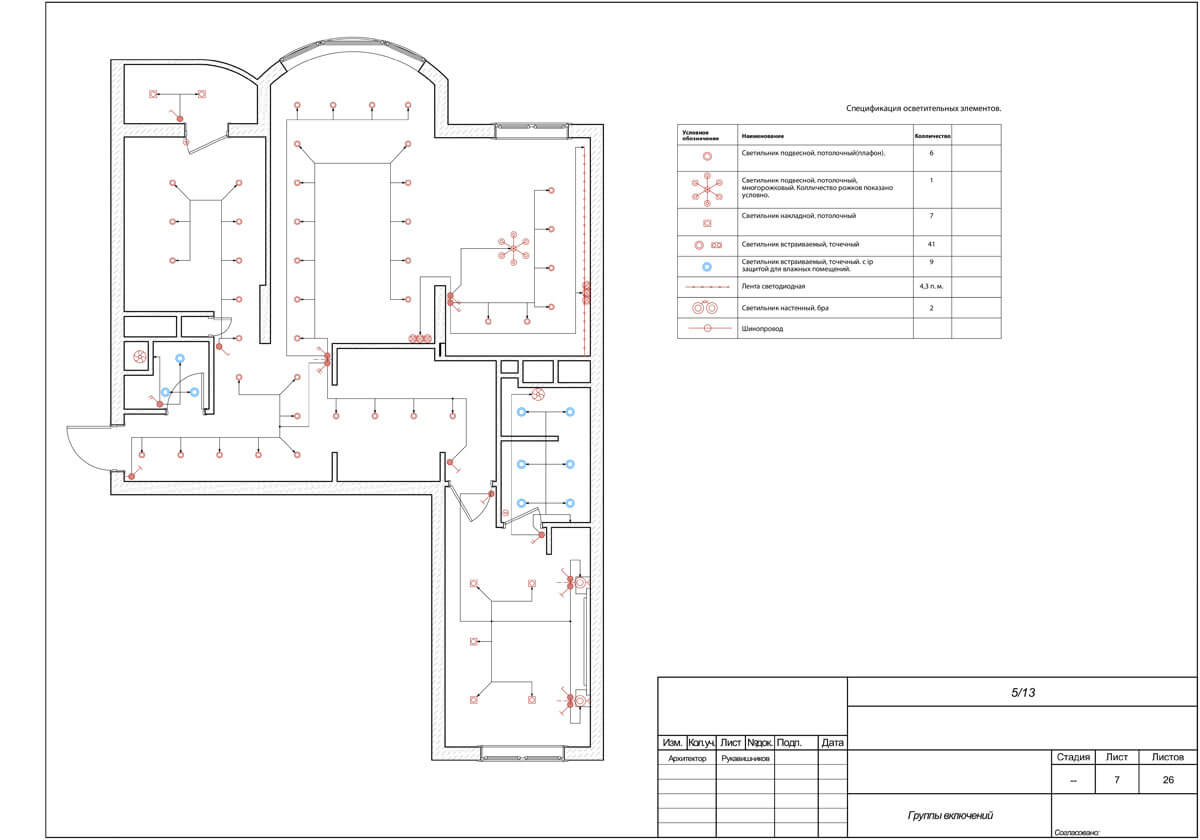 Спецификация осветительных элементов.
Условное
обозначение
Наименование
Колличество
Светильник подвесной, потолочный(плафон).
6
Светильник подвесной, потолочный,
многорожковый. Колличество рожков показано
условно.
1
Светильник накладной, потолочный
7
Светильник встраиваемый, точечный
41
Светильник встраиваемый, точечный. с ip
защитой для влажных помещений.
9
Лента светодиодная
4,3 п. м.
Светильник настенный, бра
2
Шинопровод
5/13
Изм. Кол.уч. Лист №док. Подп. Дата
Архитектор Рукавишников
Стадия Лист Листов
-- 7 26
Группы включений
Согласовано: